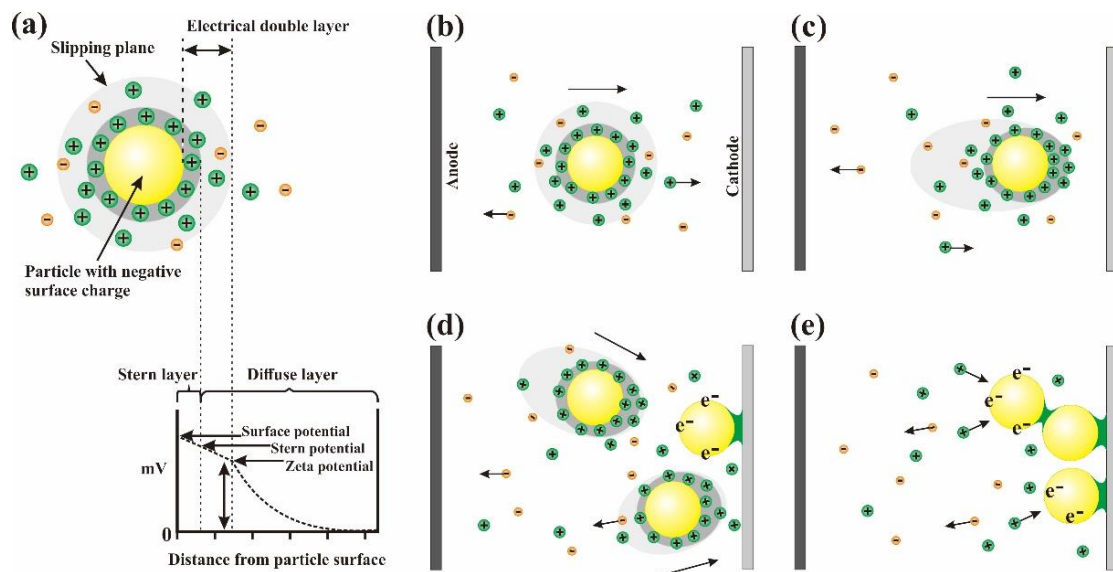 (a)
Electrical double layer
Slipping plane
Particle with negative
surface charge
Stern layer
Diffuse layer
Surface potential
Stern potential
Zeta potential
mV
0
Distance from particle surface
(b)
Anode
Cathode
(c)
(d)
e-
e-
e-
(e)
e-
e-
e-
e-
e-